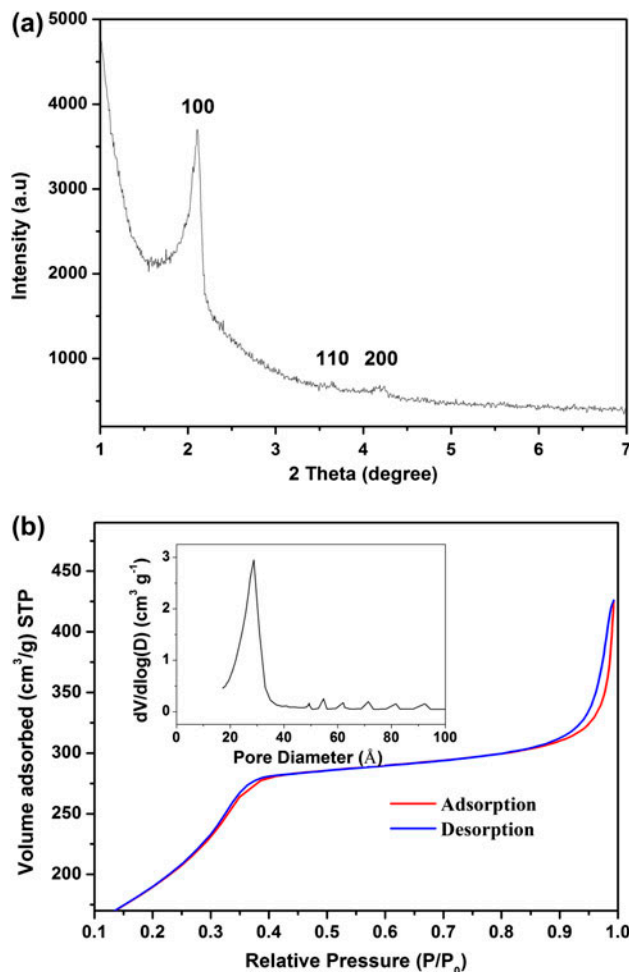 (a)
5000
4000
3000
2000
1000
Intensity (a.u)
100
110
200
1 2 3 4 5 6 7
2 Theta (degree)
(b)
450
400
350
300
250
200
Volume adsorbed (cm³/g) STP
3
2
1
0
dV/dlog(D) (cm³ g⁻¹)
0 20 40 60 80 100
Pore Diameter (Å)
Adsorption
Desorption
0.1 0.2 0.3 0.4 0.5 0.6 0.7 0.8 0.9 1.0
Relative Pressure (P/P₀)